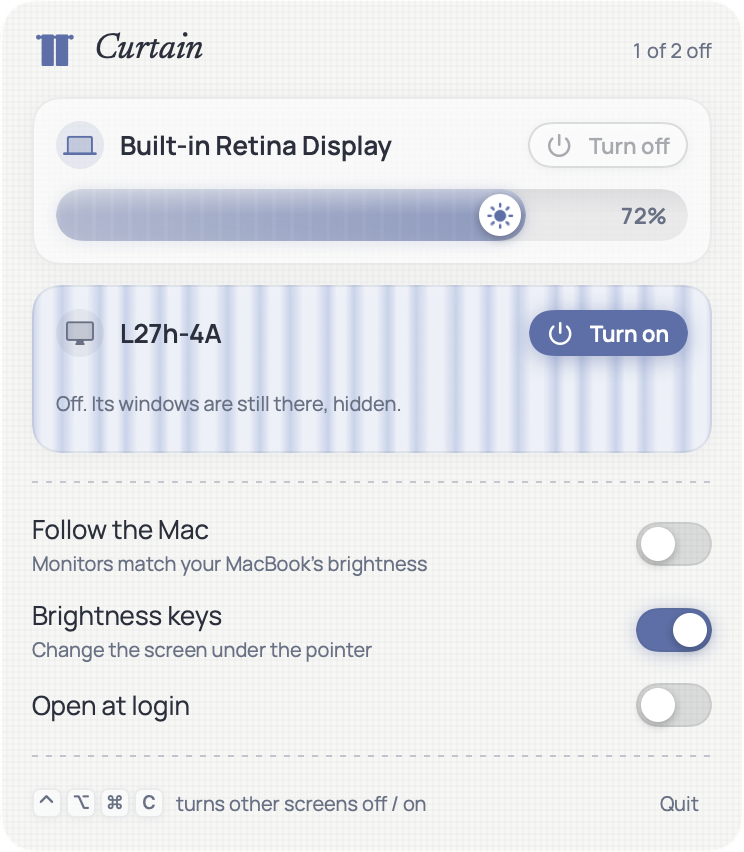 Curtain
1 of 2 off
Built-in Retina Display
Turn off
72%
L27h-4A
Turn on
Off. Its windows are still there, hidden.
Follow the Mac
Monitors match your MacBook’s brightness
Brightness keys
Change the screen under the pointer
Open at login
⌃ ⌥ ⌘ C turns other screens off / on
Quit